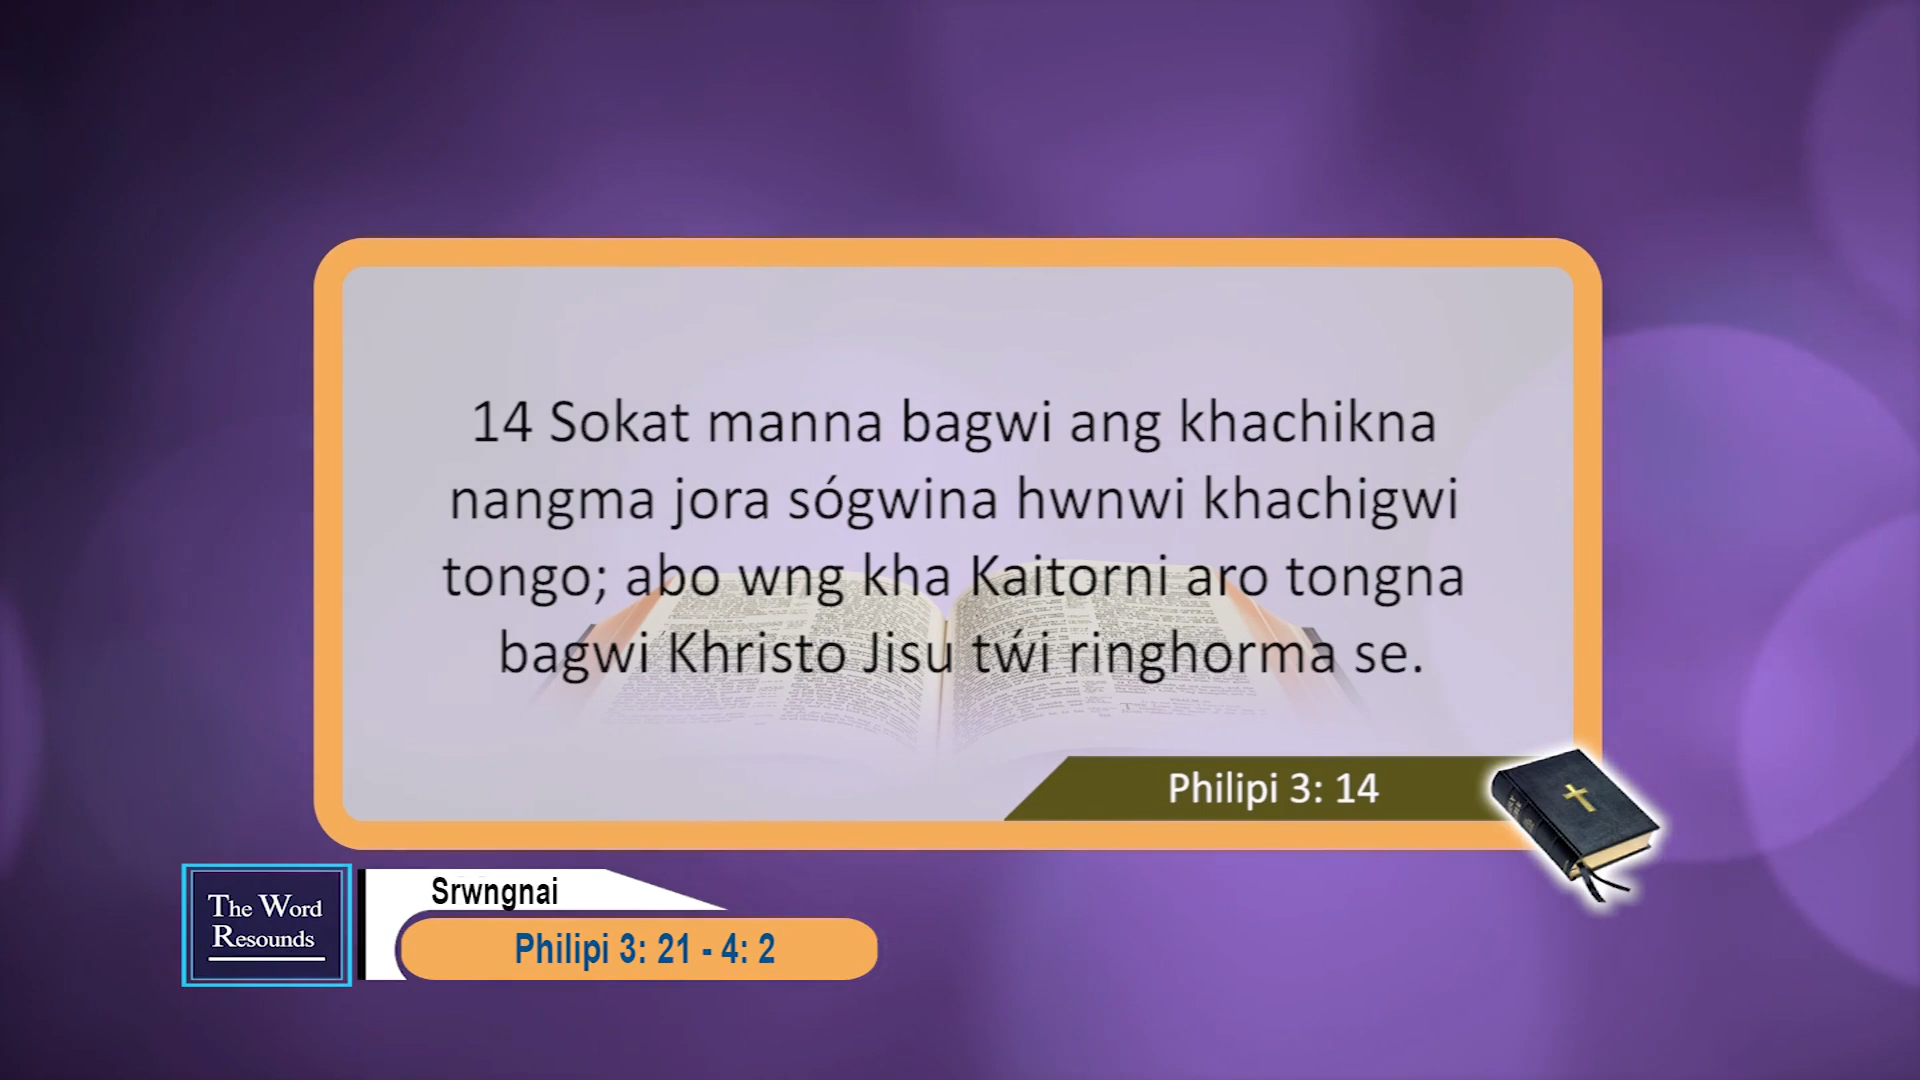 14 Sokat manna bagwi ang khachikna
nangma jora sógwina hwnwi khachigwi
tongo; abo wng kha Kaitorni aro tongna
bagwi Khristo Jisu tẃi ringhorma se.
Philipi 3: 14
The Word
Resounds
Srwngnai
Philipi 3: 21 - 4: 2